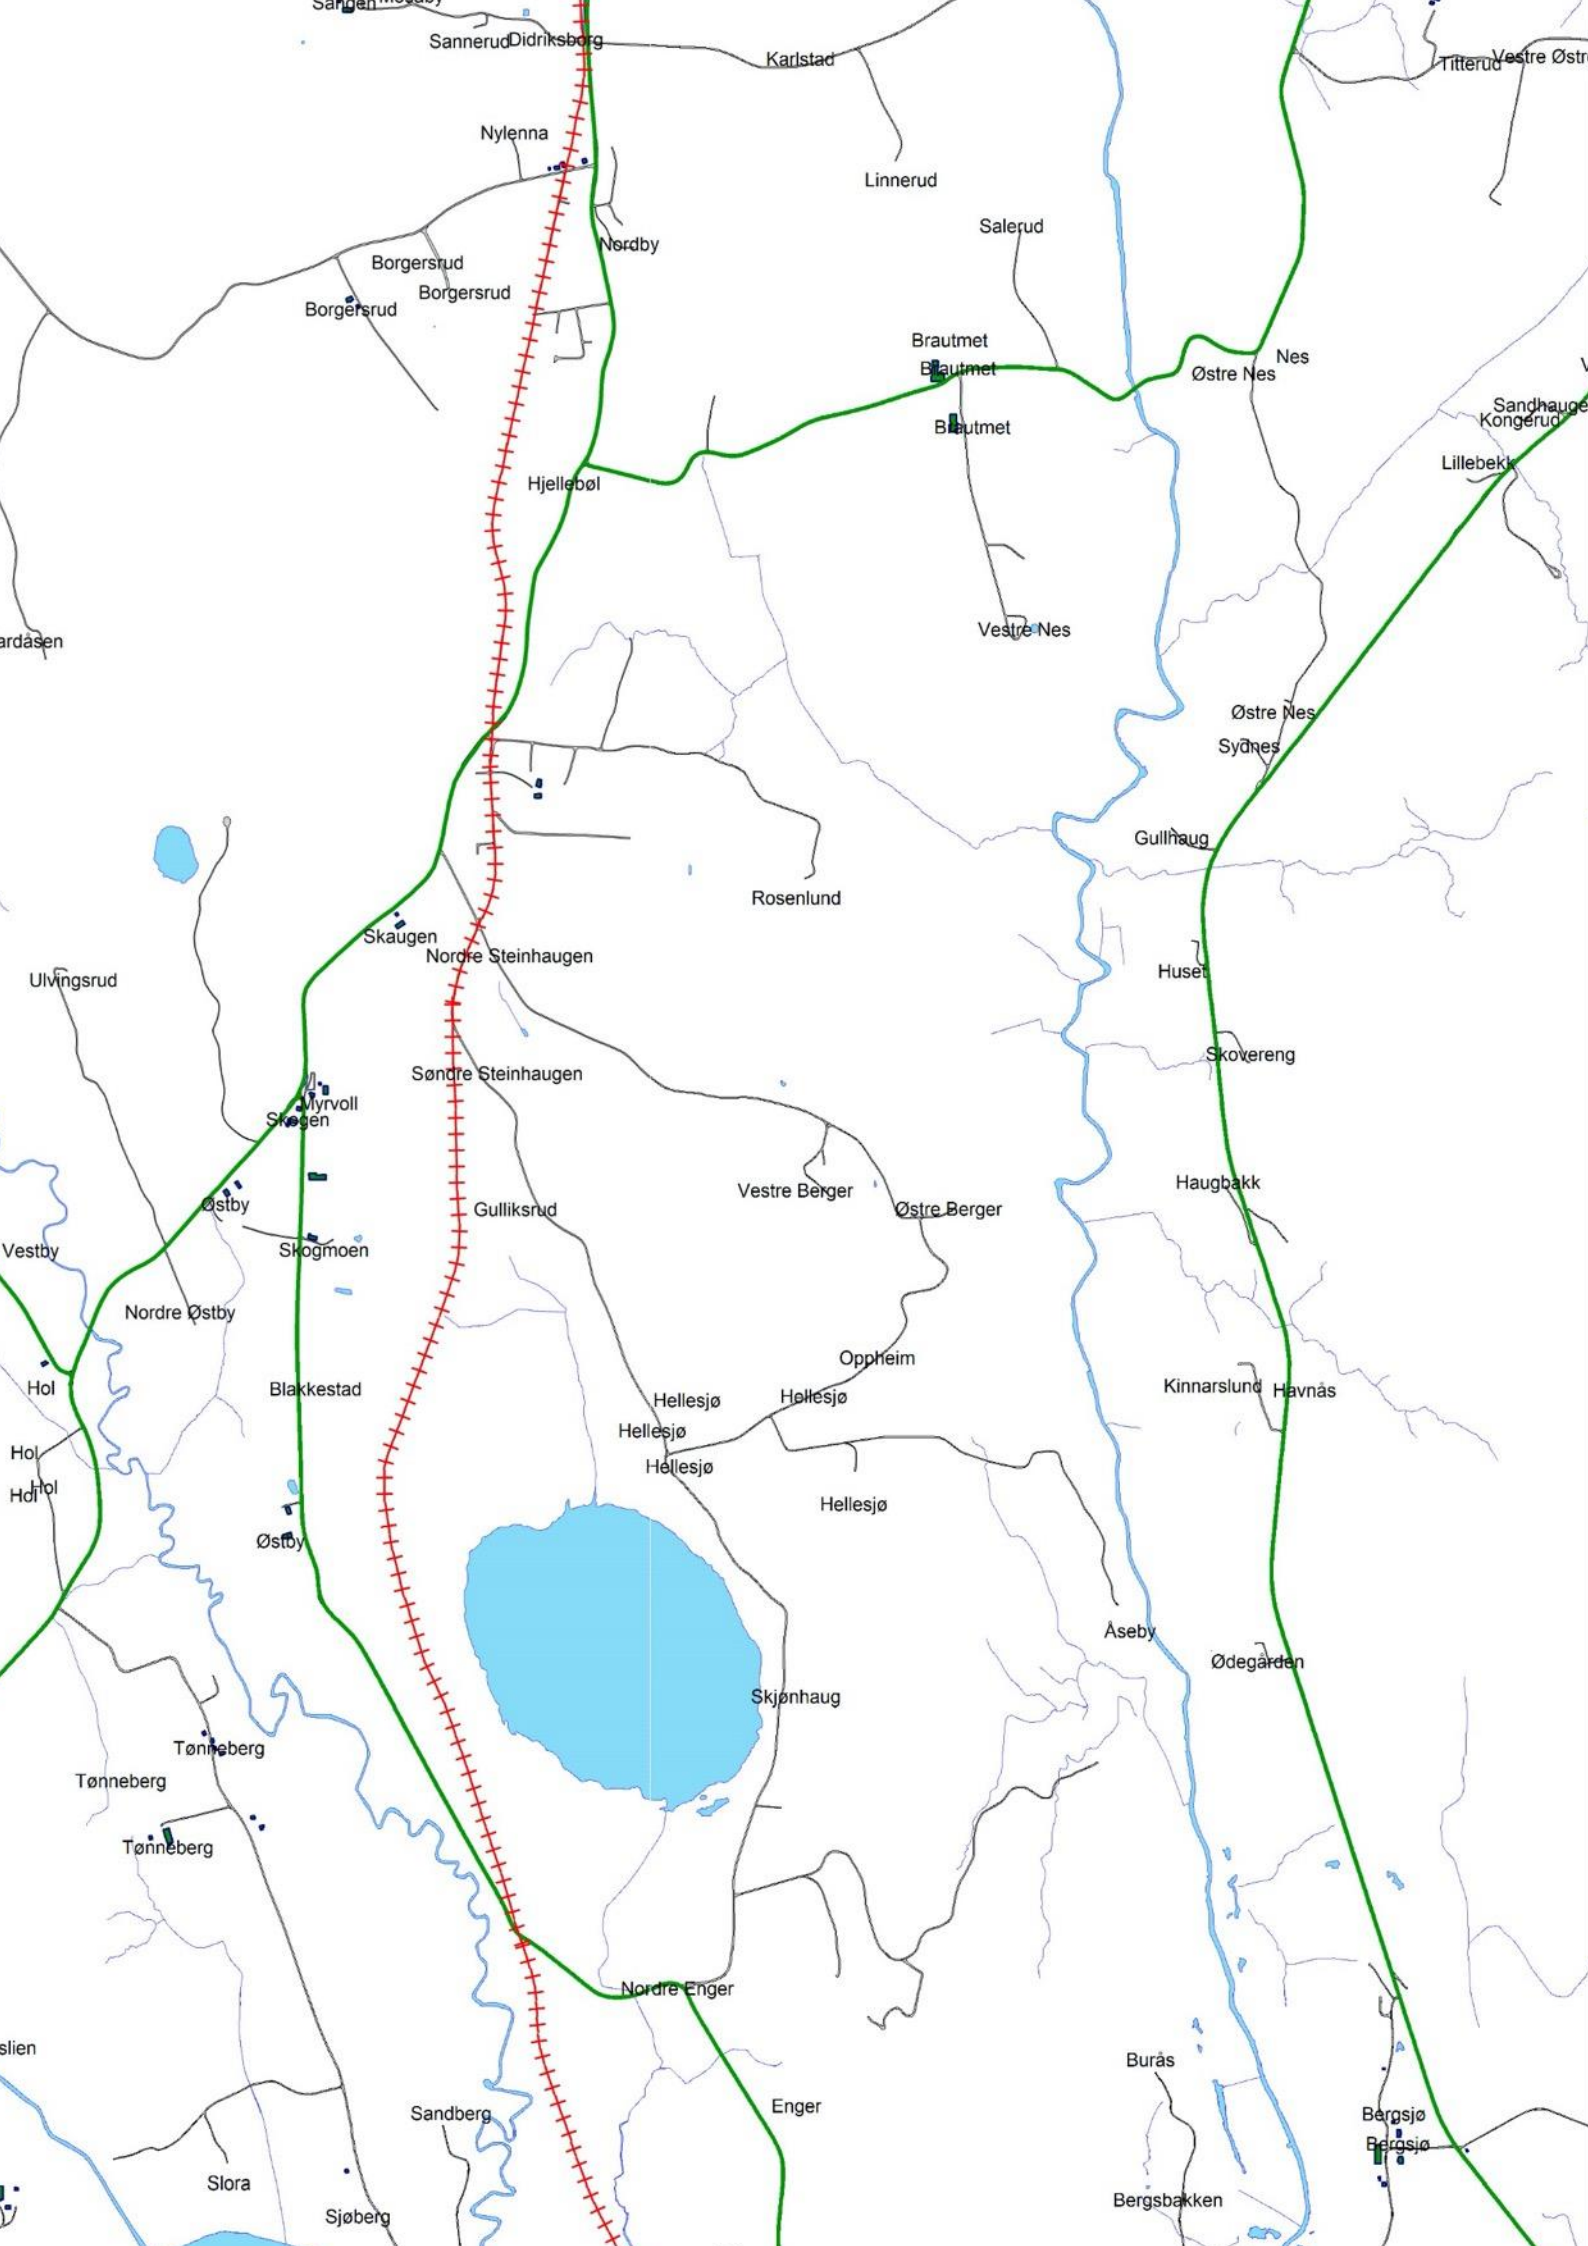 Sannerud
Didriksborg
Karlstad
Titterud
Nylenna
Linnerud
Salerud
Nordby
Borgersrud
Borgersrud
Borgersrud
Brautmet
Brautmet
Brautmet
Nes
Østre Nes
Kongerud
Lillebekk
Hjellebøl
Vestre Nes
Østre Nes
Sydnes
Gullhaug
Rosenlund
Skaugen
Nordre Steinhaugen
Huset
Ulvingsrud
Skovereng
Søndre Steinhaugen
Myrvoll
Skogen
Haugbakk
Vestre Berger
Østby
Østre Berger
Gulliksrud
Vestby
Skogmoen
Nordre Østby
Oppheim
Hol
Blakkestad
Kinnarslund
Havnås
Hellesjø
Hellesjø
Hellesjø
Hol
Hellesjø
Hol
Hol
Hellesjø
Østby
Åseby
Ødegården
Skjønhaug
Tønneberg
Tønneberg
Tønneberg
Nordre Enger
slien
Burås
Enger
Sandberg
Bergsjø
Bergsjø
Slora
Bergsbakken
Sjøberg